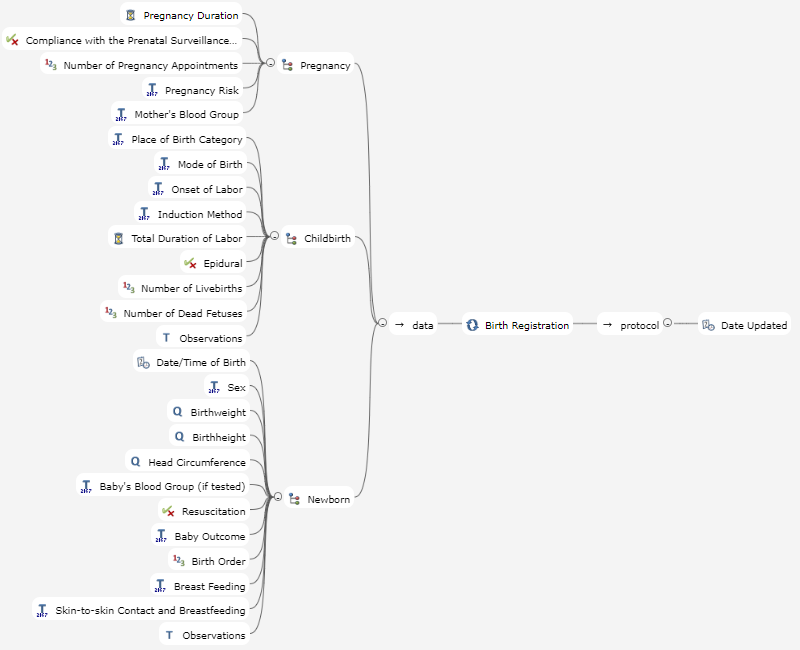 Pregnancy Duration
Compliance with the Prenatal Surveillance...
Number of Pregnancy Appointments
Pregnancy Risk
Mother's Blood Group
Pregnancy
Place of Birth Category
Mode of Birth
Onset of Labor
Induction Method
Total Duration of Labor
Epidural
Number of Livebirths
Number of Dead Fetuses
Observations
Childbirth
Date/Time of Birth
Sex
Birthweight
Birthheight
Head Circumference
Baby's Blood Group (if tested)
Resuscitation
Baby Outcome
Birth Order
Breast Feeding
Skin-to-skin Contact and Breastfeeding
Observations
Newborn
→ data
Birth Registration
→ protocol
Date Updated